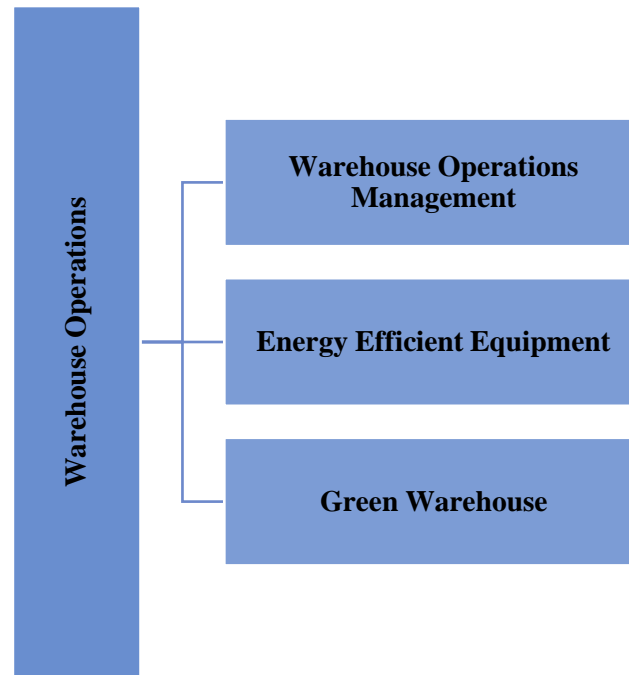 Warehouse Operations
Warehouse Operations
Management
Energy Efficient Equipment
Green Warehouse